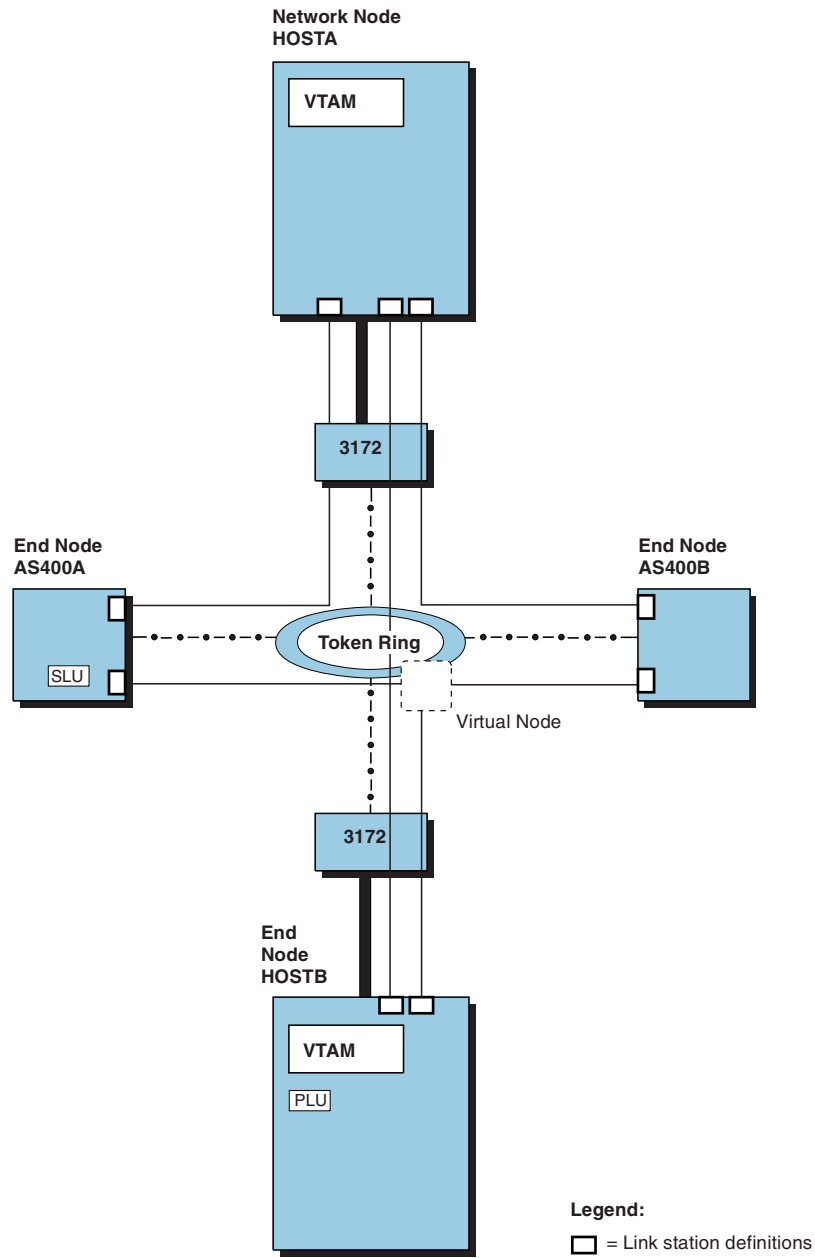 Network Node
HOSTA
VTAM
3172
End Node
AS400A
End Node
AS400B
Token Ring
SLU
Virtual Node
3172
End
Node
HOSTB
VTAM
PLU
Legend:
= Link station definitions